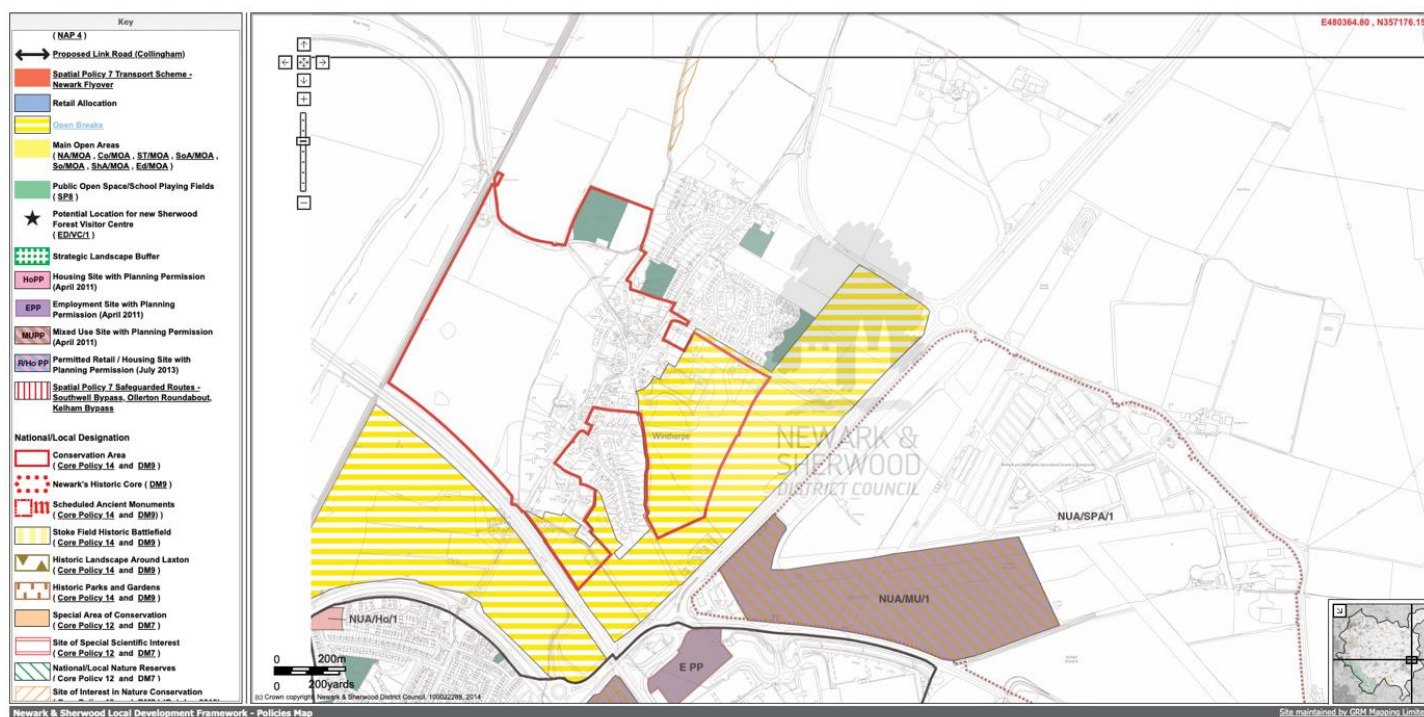 Key
( NAP 4 )
Proposed Link Road (Collingham)
Spatial Policy 7 Transport Scheme -
Newark Flyover
Retail Allocation
Open Breaks
Main Open Areas
( NA/MOA , Co/MOA , ST/MOA , SoA/MOA ,
So/MOA , ShA/MOA , Ed/MOA )
Public Open Space/School Playing Fields
( SP8 )
Potential Location for new Sherwood
Forest Visitor Centre
( ED/VC/1 )
Strategic Landscape Buffer
HoPP
Housing Site with Planning Permission
(April 2011)
EPP
Employment Site with Planning
Permission (April 2011)
MUPP
Mixed Use Site with Planning Permission
(April 2011)
R/Ho PP
Permitted Retail / Housing Site with
Planning Permission (July 2013)
Spatial Policy 7 Safeguarded Routes -
Southwell Bypass, Ollerton Roundabout,
Kelham Bypass
National/Local Designation
Conservation Area
( Core Policy 14 and DM9 )
Newark's Historic Core ( DM9 )
m
Scheduled Ancient Monuments
( Core Policy 14 and DM9) )
Stoke Field Historic Battlefield
( Core Policy 14 and DM9 )
Historic Landscape Around Laxton
( Core Policy 14 and DM9 )
Historic Parks and Gardens
( Core Policy 14 and DM9 )
Special Area of Conservation
( Core Policy 12 and DM7 )
Site of Special Scientific Interest
( Core Policy 12 and DM7 )
National/Local Nature Reserves
( Core Policy 12 and DM7 )
Site of Interest in Nature Conservation
E480364.80 , N357176.15
Winthorpe
NEWARK &
SHERWOOD
DISTRICT COUNCIL
NUA/SPA/1
NUA/MU/1
NUA/Ho/1
E PP
0 200m
200yards
(c) Crown copyright, Newark & Sherwood District Council, 100022288, 2014
Newark & Sherwood Local Development Framework - Policies Map
Site maintained by GRM Mapping Limite